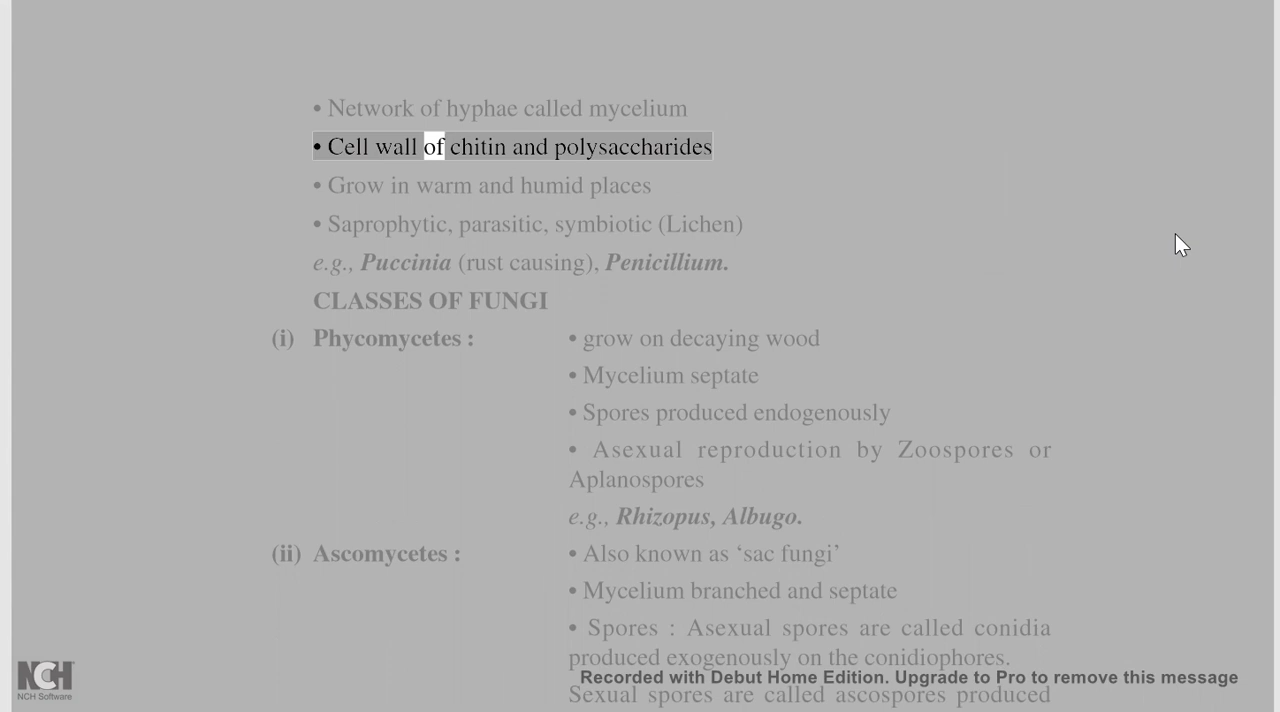 NCH Software
• Network of hyphae called mycelium
• Cell wall of chitin and polysaccharides
• Grow in warm and humid places
• Saprophytic, parasitic, symbiotic (Lichen)
e.g., Puccinia (rust causing), Penicillium.
CLASSES OF FUNGI
(i) Phycomycetes : • grow on decaying wood
• Mycelium septate
• Spores produced endogenously
• Asexual reproduction by Zoospores or
Aplanospores
e.g., Rhizopus, Albugo.
(ii) Ascomycetes : • Also known as ‘sac fungi’
• Mycelium branched and septate
• Spores : Asexual spores are called conidia
produced exogenously on the conidiophores.
Sexual spores are called ascospores produced
NCH
NCH Software
Recorded with Debut Home Edition. Upgrade to Pro to remove this message